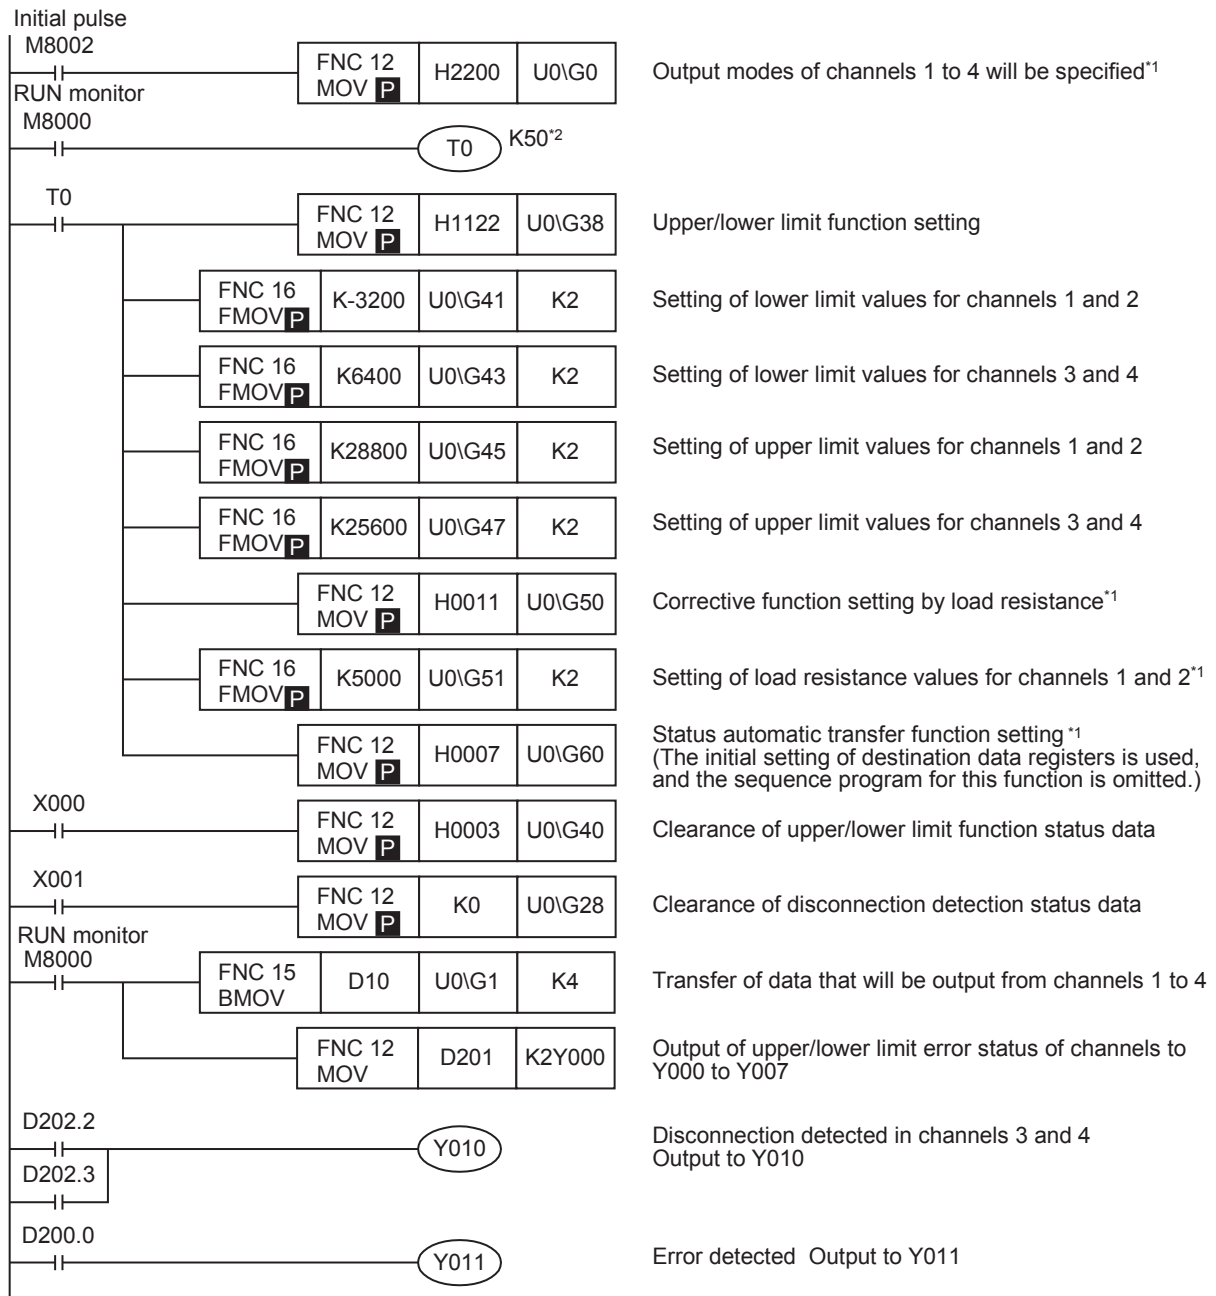 Initial pulse
M8002
FNC 12 MOV P H2200 U0\G0 Output modes of channels 1 to 4 will be specified*1
RUN monitor
M8000
T0 K50*2
T0
FNC 12 MOV P H1122 U0\G38 Upper/lower limit function setting
FNC 16 FMOV P K-3200 U0\G41 K2 Setting of lower limit values for channels 1 and 2
FNC 16 FMOV P K6400 U0\G43 K2 Setting of lower limit values for channels 3 and 4
FNC 16 FMOV P K28800 U0\G45 K2 Setting of upper limit values for channels 1 and 2
FNC 16 FMOV P K25600 U0\G47 K2 Setting of upper limit values for channels 3 and 4
FNC 12 MOV P H0011 U0\G50 Corrective function setting by load resistance*1
FNC 16 FMOV P K5000 U0\G51 K2 Setting of load resistance values for channels 1 and 2*1
FNC 12 MOV P H0007 U0\G60 Status automatic transfer function setting *1
(The initial setting of destination data registers is used,
and the sequence program for this function is omitted.)
X000
FNC 12 MOV P H0003 U0\G40 Clearance of upper/lower limit function status data
X001
FNC 12 MOV P K0 U0\G28 Clearance of disconnection detection status data
RUN monitor
M8000
FNC 15 BMOV D10 U0\G1 K4 Transfer of data that will be output from channels 1 to 4
FNC 12 MOV D201 K2Y000 Output of upper/lower limit error status of channels to
Y000 to Y007
D202.2
Y010 Disconnection detected in channels 3 and 4
Output to Y010
D202.3
D200.0
Y011 Error detected Output to Y011